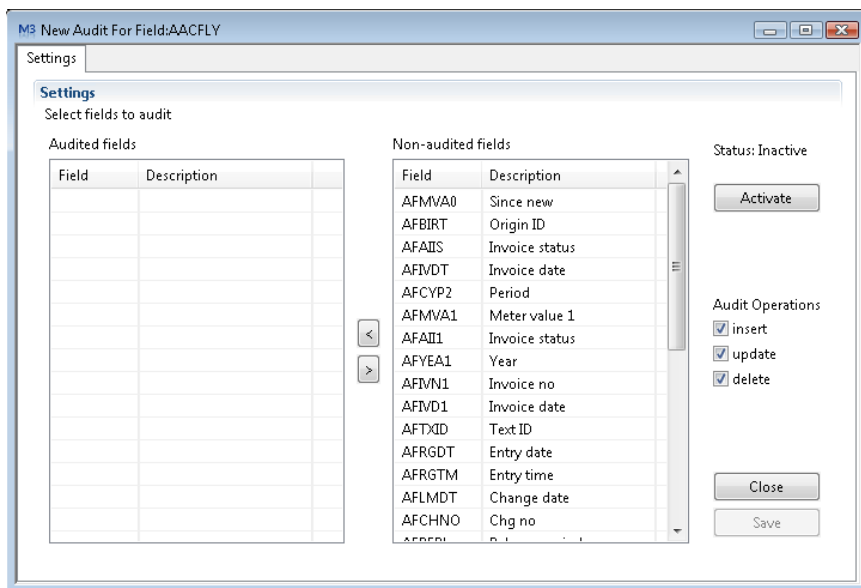 M3 New Audit For Field:AACFLY
Settings
Settings
Select fields to audit
Audited fields
Field Description
Non-audited fields
Field Description
AFMVA0 Since new
AFBIRT Origin ID
AFAIIS Invoice status
AFIVDT Invoice date
AFCYP2 Period
AFMVA1 Meter value 1
AFAII1 Invoice status
AFYEA1 Year
AFIVN1 Invoice no
AFIVD1 Invoice date
AFTXID Text ID
AFRGDT Entry date
AFRGTM Entry time
AFLMDT Change date
AFCHNO Chg no
<
>
Status: Inactive
Activate
Audit Operations
insert
update
delete
Close
Save